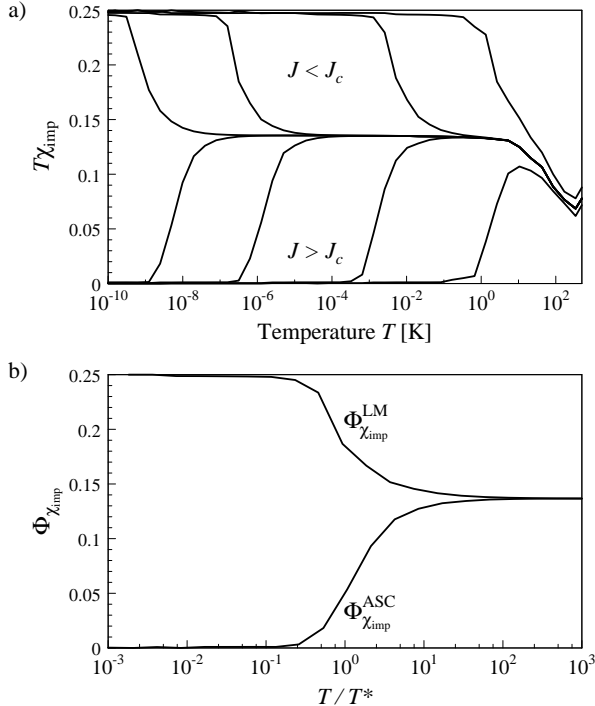 a)
0.25
0.2
0.15
0.1
0.05
0
Tχimp
J < Jc
J > Jc
10-10 10-8 10-6 10-4 10-2 100 102
Temperature T [K]
b)
0.25
0.2
0.15
0.1
0.05
0
Φχimp
ΦLMχimp
ΦASCχimp
10-3 10-2 10-1 100 101 102 103
T / T*